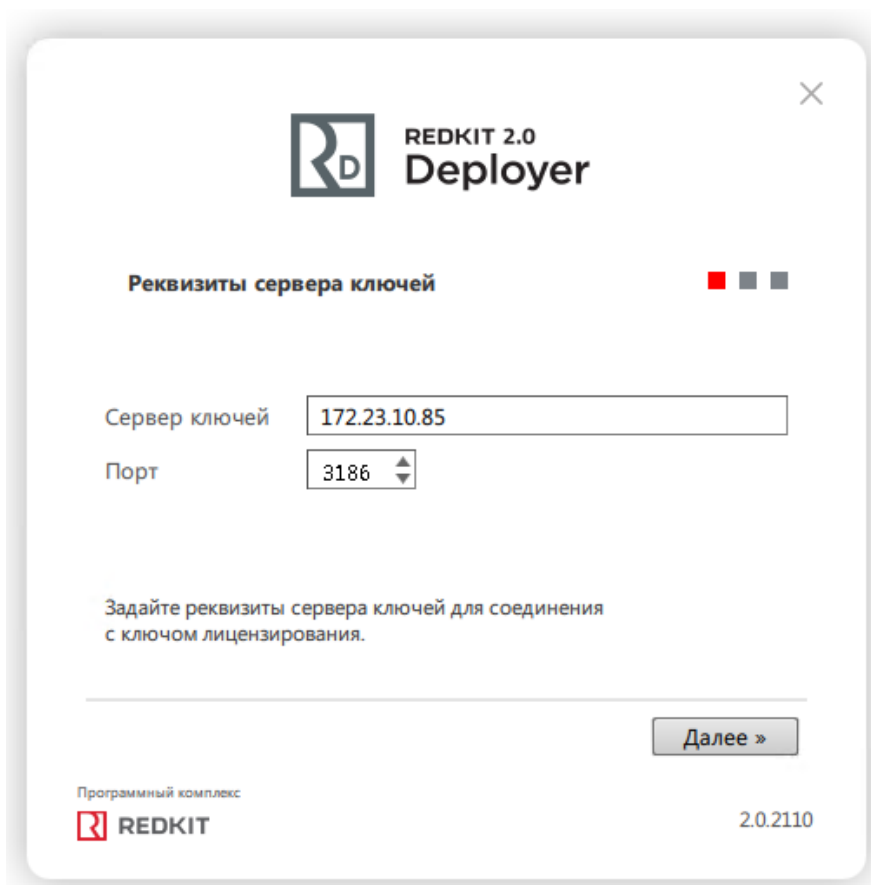 REDKIT 2.0
Deployer
Реквизиты сервера ключей
Сервер ключей 172.23.10.85
Порт 3186
Задайте реквизиты сервера ключей для соединения
с ключом лицензирования.
Далее »
Программный комплекс
REDKIT 2.0.2110